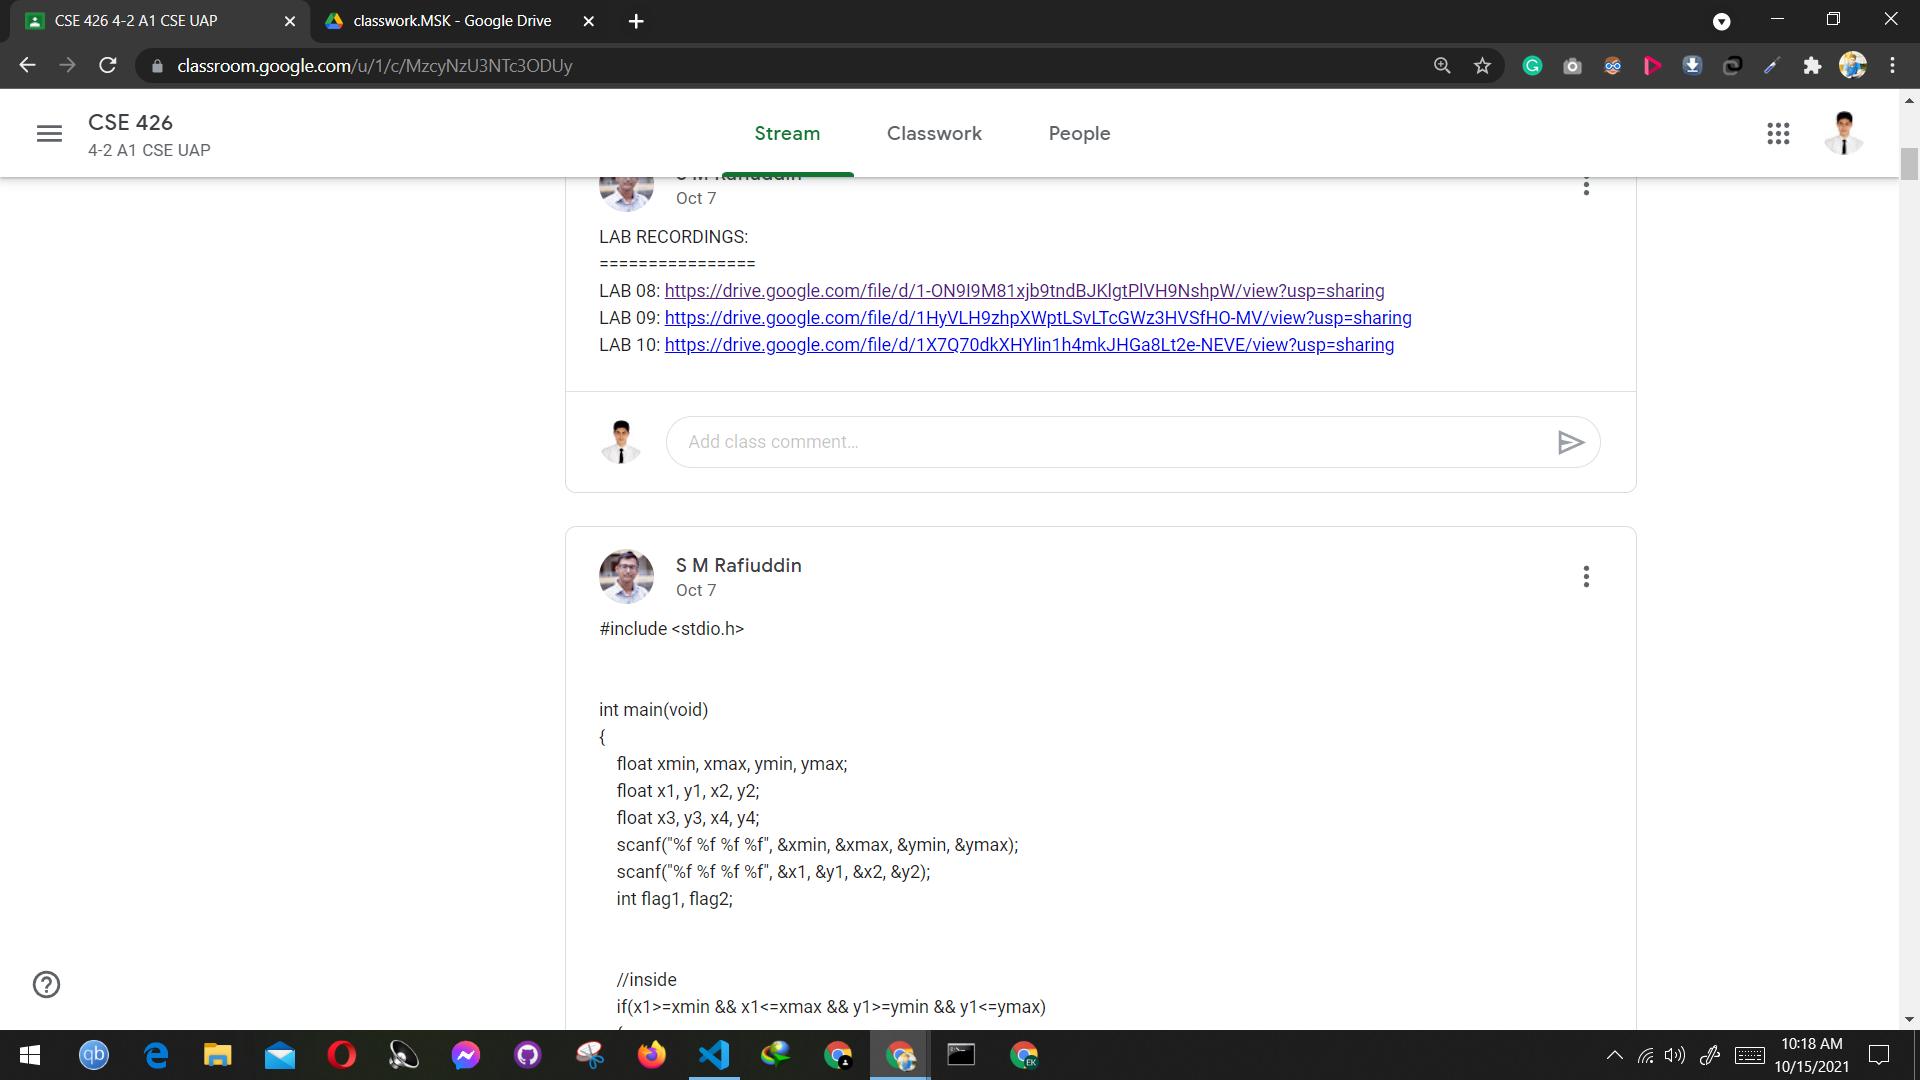 CSE 426 4-2 A1 CSE UAP
classwork.MSK - Google Drive
classroom.google.com/u/1/c/MzcyNzU3NTc3ODUy
CSE 426
4-2 A1 CSE UAP
Stream
Classwork
People
S M Rafiuddin
Oct 7
LAB RECORDINGS:
================
LAB 08: https://drive.google.com/file/d/1-ON9I9M81xjb9tndBJKlgtPlVH9NshpW/view?usp=sharing
LAB 09: https://drive.google.com/file/d/1HyVLH9zhpXWptLSvLTcGWz3HVSfHO-MV/view?usp=sharing
LAB 10: https://drive.google.com/file/d/1X7Q70dkXHYlin1h4mkJHGa8Lt2e-NEVE/view?usp=sharing
Add class comment...
S M Rafiuddin
Oct 7
#include <stdio.h>
int main(void)
{
float xmin, xmax, ymin, ymax;
float x1, y1, x2, y2;
float x3, y3, x4, y4;
scanf("%f %f %f %f", &xmin, &xmax, &ymin, &ymax);
scanf("%f %f %f %f", &x1, &y1, &x2, &y2);
int flag1, flag2;
//inside
if(x1>=xmin && x1<=xmax && y1>=ymin && y1<=ymax)
{
qb
EK
10:18 AM
10/15/2021